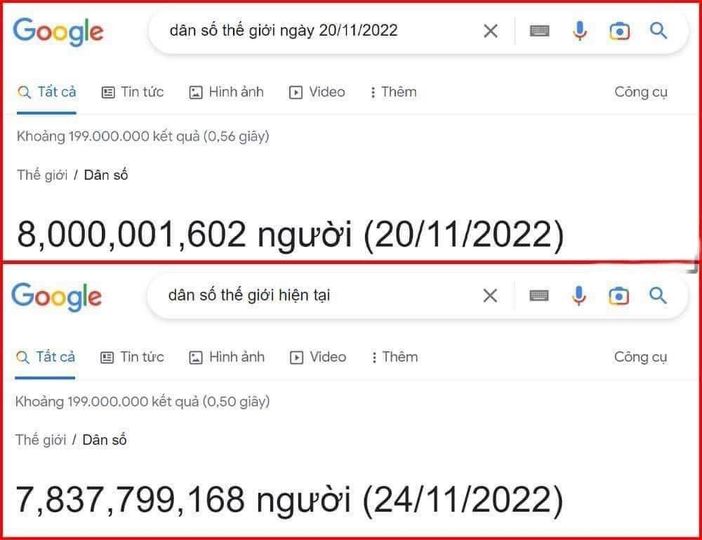 Google
dân số thế giới ngày 20/11/2022
Tất cả Tin tức Hình ảnh Video Thêm Công cụ
Khoảng 199.000.000 kết quả (0,56 giây)
Thế giới / Dân số
8,000,001,602 người (20/11/2022)
Google
dân số thế giới hiện tại
Tất cả Tin tức Hình ảnh Video Thêm Công cụ
Khoảng 199.000.000 kết quả (0,50 giây)
Thế giới / Dân số
7,837,799,168 người (24/11/2022)